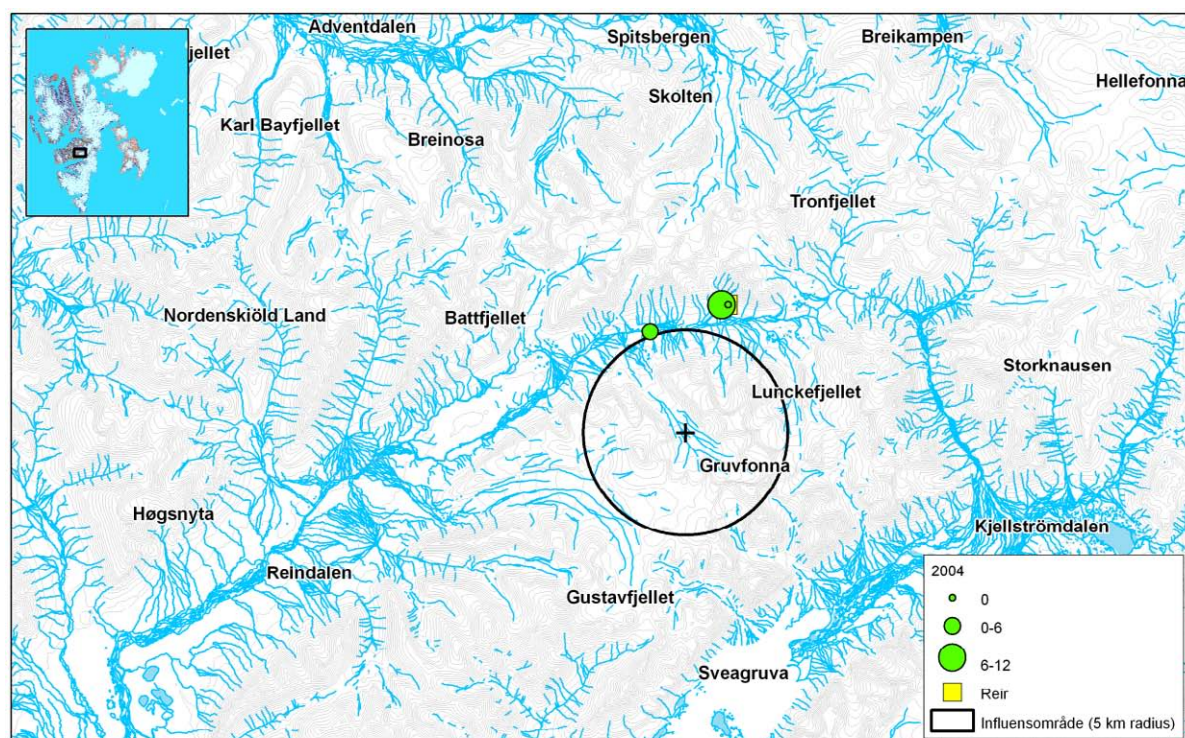 Adventdalen
Spitsbergen
Breikampen
jellet
Hellefonna
Skolten
Karl Bayfjellet
Breinosa
Tronfjellet
Nordenskiöld Land
Battfjellet
Storknausen
Lunckefjellet
Gruvfonna
Høgsnyta
Kjellströmdalen
Reindalen
Gustavfjellet
Sveagruva
2004
0
0-6
6-12
Reir
Influensområde (5 km radius)